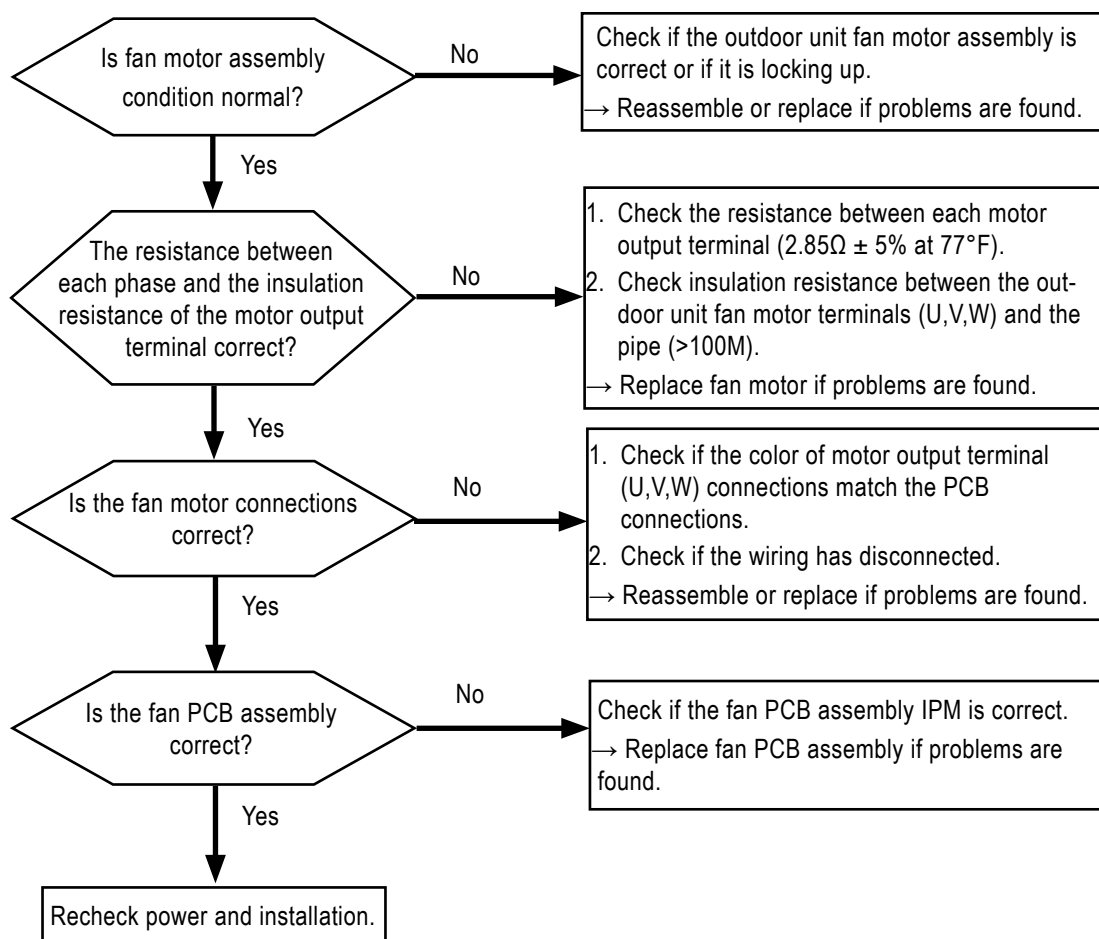 Is fan motor assembly
condition normal?
No
Check if the outdoor unit fan motor assembly is
correct or if it is locking up.
→ Reassemble or replace if problems are found.
Yes
The resistance between
each phase and the insulation
resistance of the motor output
terminal correct?
No
1. Check the resistance between each motor
output terminal (2.85Ω ± 5% at 77°F).
2. Check insulation resistance between the out-
door unit fan motor terminals (U,V,W) and the
pipe (>100M).
→ Replace fan motor if problems are found.
Yes
Is the fan motor connections
correct?
No
1. Check if the color of motor output terminal
(U,V,W) connections match the PCB
connections.
2. Check if the wiring has disconnected.
→ Reassemble or replace if problems are found.
Yes
Is the fan PCB assembly
correct?
No
Check if the fan PCB assembly IPM is correct.
→ Replace fan PCB assembly if problems are
found.
Yes
Recheck power and installation.